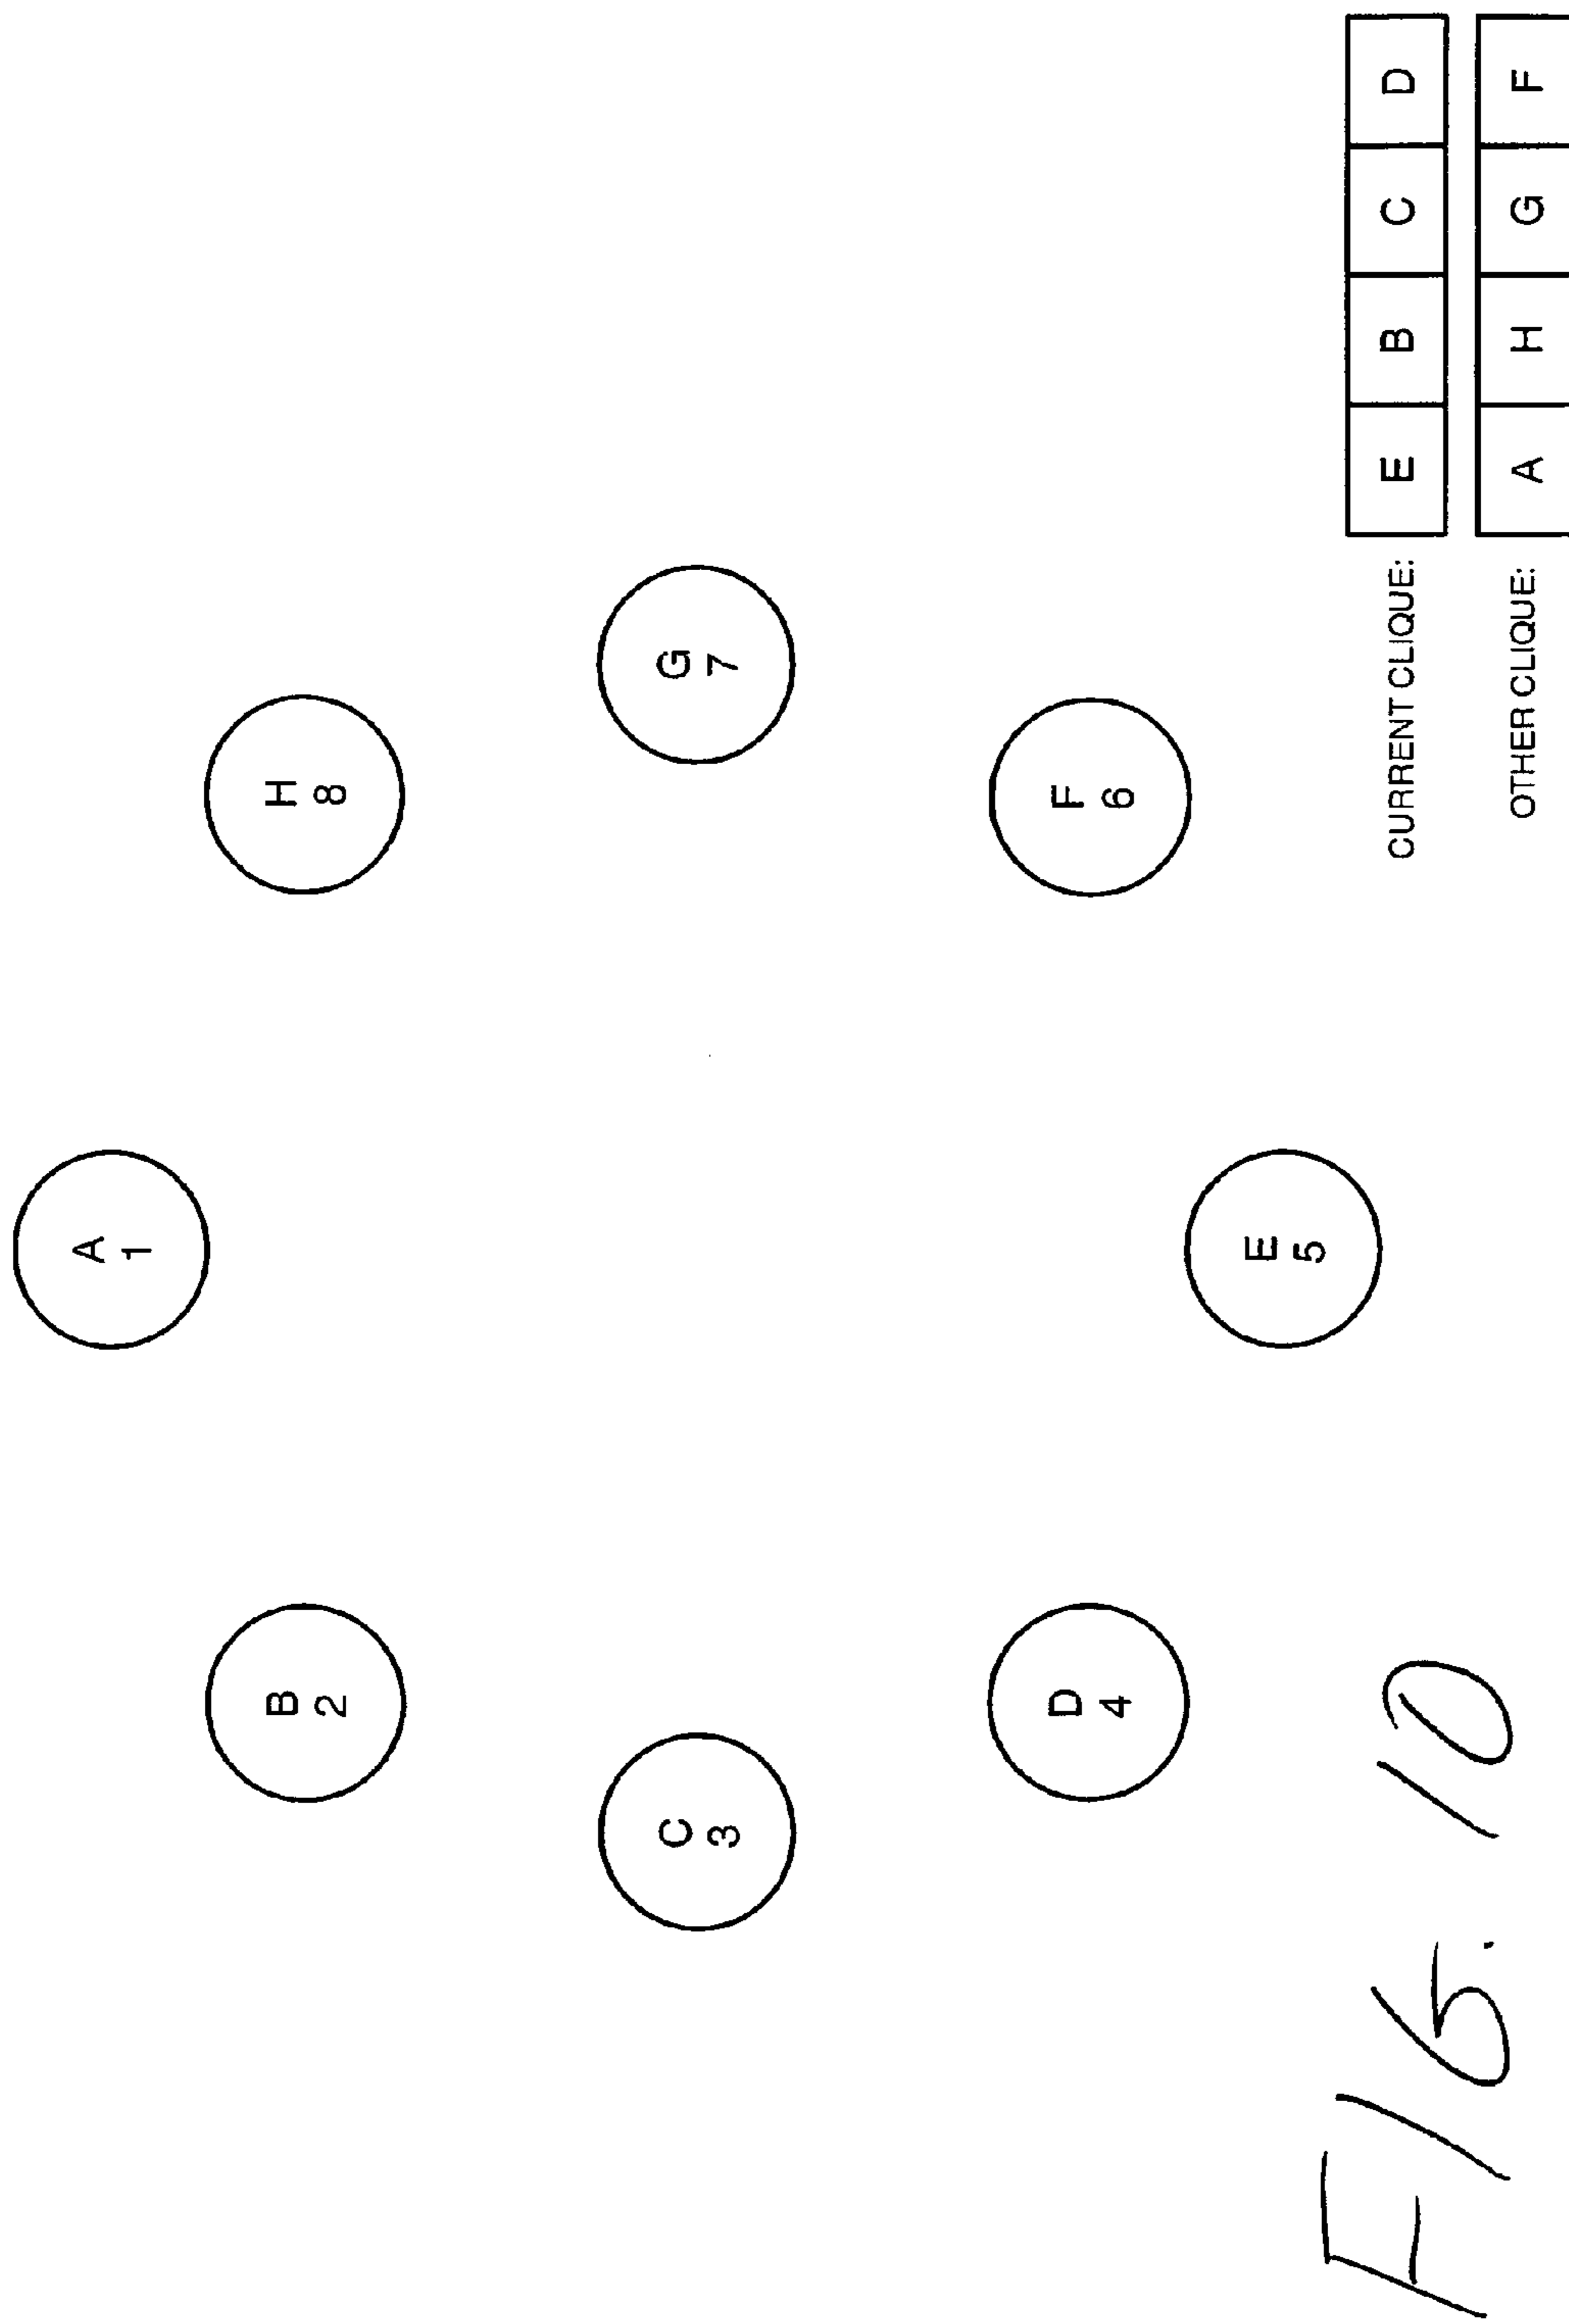 A
1
B
2
H
8
C
3
G
7
D
4
F
6
E
5
CURRENT CLIQUE: E B C D
OTHER CLIQUE: A H G F
FIG. 10